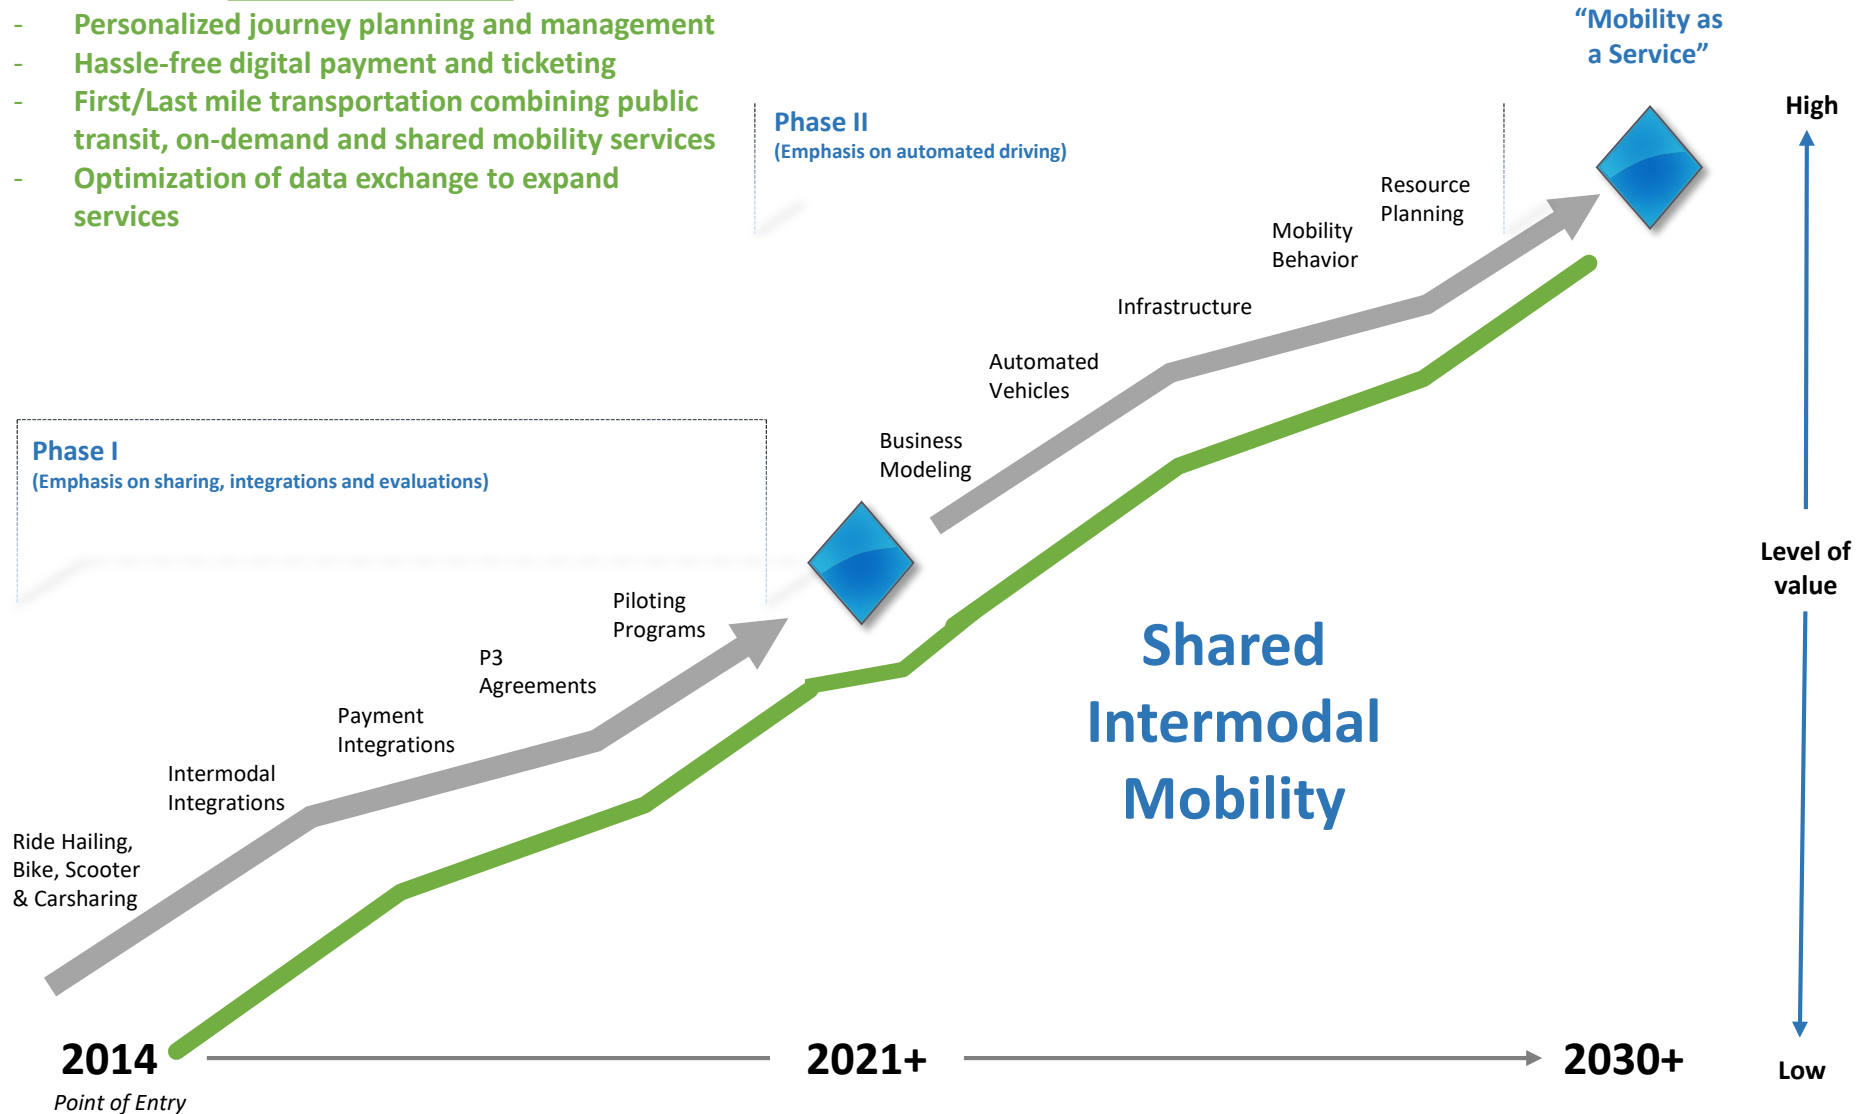 - Personalized journey planning and management
- Hassle-free digital payment and ticketing
- First/Last mile transportation combining public
transit, on-demand and shared mobility services
- Optimization of data exchange to expand
services
“Mobility as
a Service”
Phase II
(Emphasis on automated driving)
High
Resource
Planning
Mobility
Behavior
Infrastructure
Automated
Vehicles
Business
Modeling
Phase I
(Emphasis on sharing, integrations and evaluations)
Level of
value
Piloting
Programs
P3
Agreements
Payment
Integrations
Intermodal
Integrations
Ride Hailing,
Bike, Scooter
& Carsharing
Shared
Intermodal
Mobility
2014
Point of Entry
2021+
2030+
Low